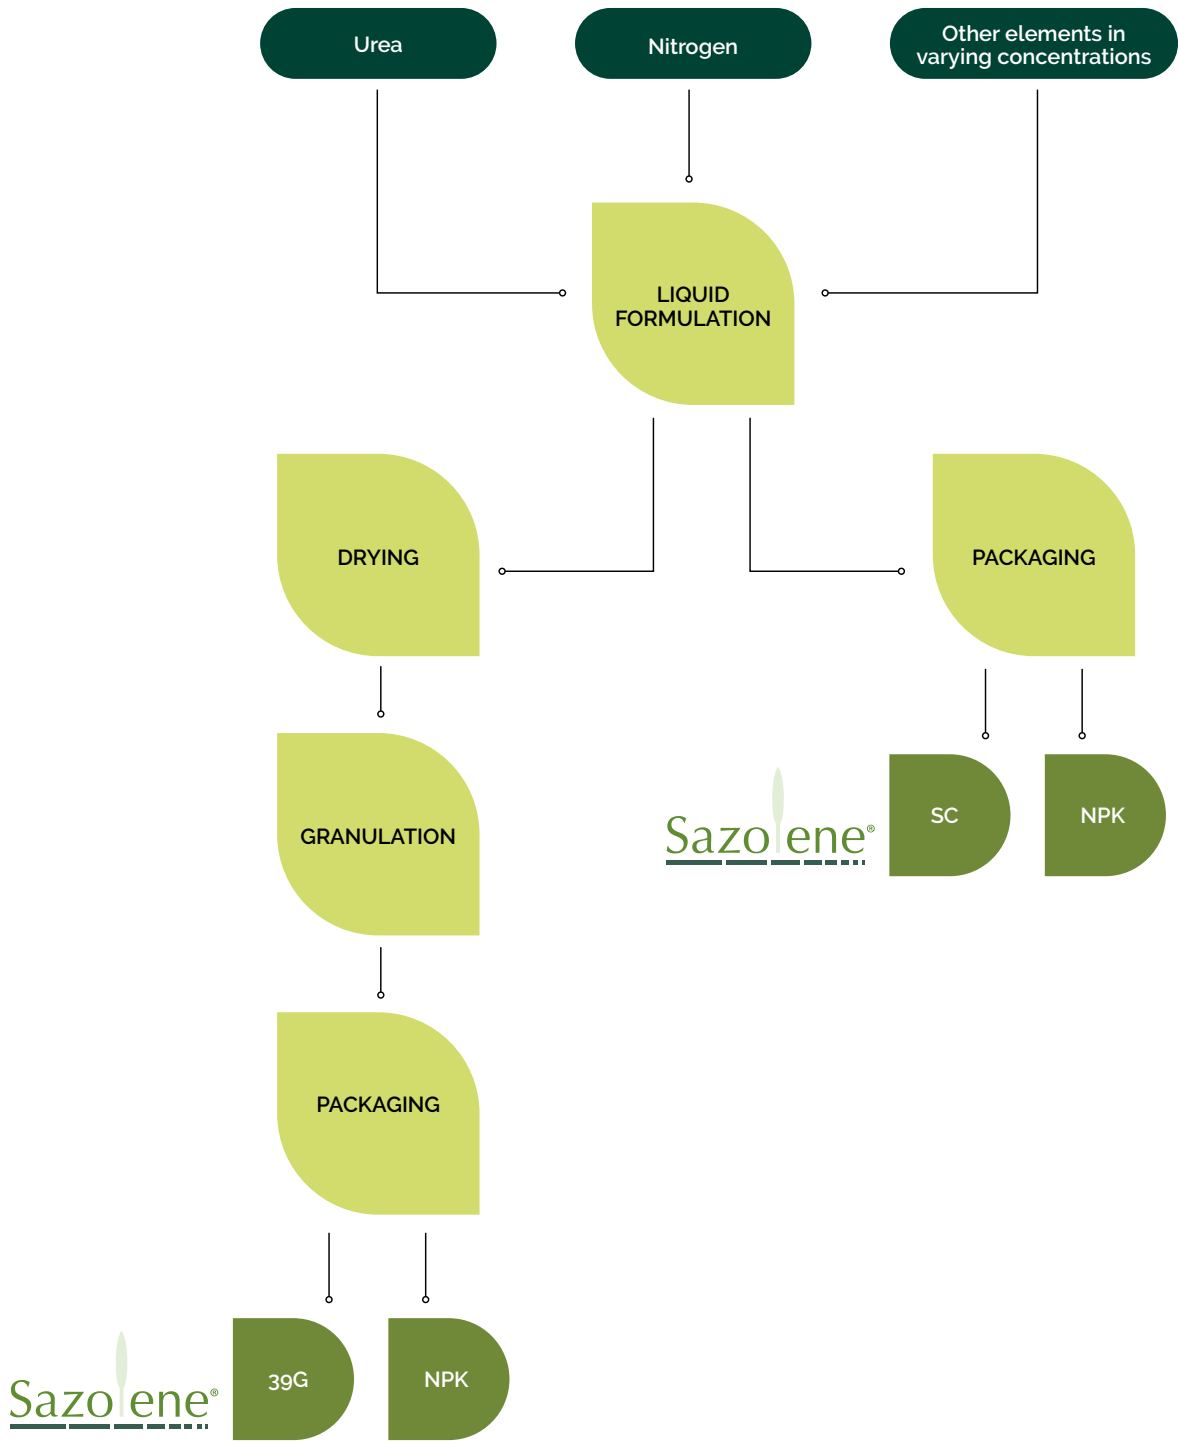 Urea
Nitrogen
Other elements in
varying concentrations
LIQUID
FORMULATION
DRYING
PACKAGING
GRANULATION
Sazolene®
SC
NPK
PACKAGING
Sazolene®
39G
NPK